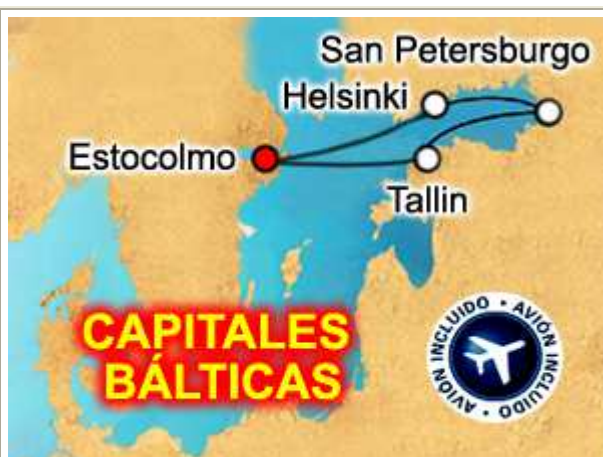 San Petersburgo
Helsinki
Estocolmo
Tallin
CAPITALES
BÁLTICAS
AVIÓN INCLUIDO • AVIÓN INCLUIDO •